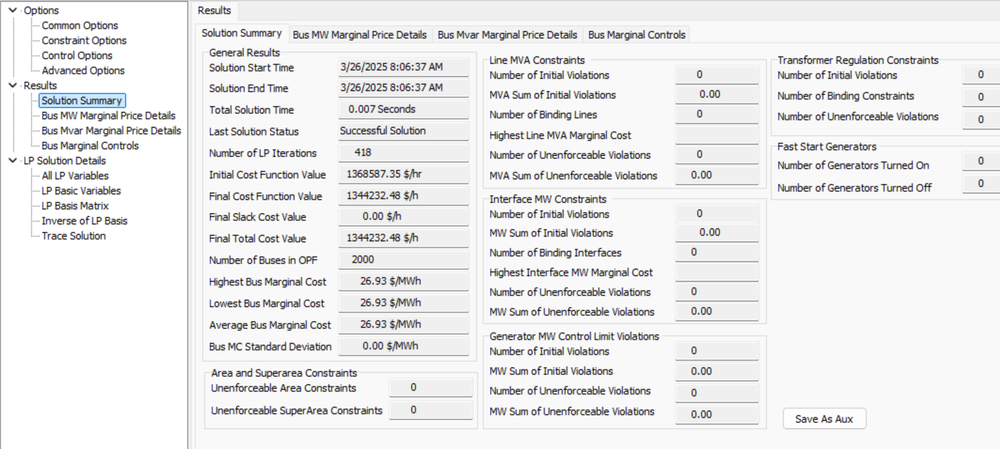 Options
Common Options
Constraint Options
Control Options
Advanced Options
Results
Solution Summary
Bus MW Marginal Price Details
Bus Mvar Marginal Price Details
Bus Marginal Controls
LP Solution Details
All LP Variables
LP Basic Variables
LP Basis Matrix
Inverse of LP Basis
Trace Solution
Results
Solution Summary Bus MW Marginal Price Details Bus Mvar Marginal Price Details Bus Marginal Controls
General Results
Solution Start Time 3/26/2025 8:06:37 AM
Solution End Time 3/26/2025 8:06:37 AM
Total Solution Time 0.007 Seconds
Last Solution Status Successful Solution
Number of LP Iterations 418
Initial Cost Function Value 1368587.35 $/hr
Final Cost Function Value 1344232.48 $/h
Final Slack Cost Value 0.00 $/h
Final Total Cost Value 1344232.48 $/h
Number of Buses in OPF 2000
Highest Bus Marginal Cost 26.93 $/MWh
Lowest Bus Marginal Cost 26.93 $/MWh
Average Bus Marginal Cost 26.93 $/MWh
Bus MC Standard Deviation 0.00 $/MWh
Area and Superarea Constraints
Unenforceable Area Constraints 0
Unenforceable SuperArea Constraints 0
Line MVA Constraints
Number of Initial Violations 0
MVA Sum of Initial Violations 0.00
Number of Binding Lines 0
Highest Line MVA Marginal Cost
Number of Unenforceable Violations 0
MVA Sum of Unenforceable Violations 0.00
Interface MW Constraints
Number of Initial Violations 0
MW Sum of Initial Violations 0.00
Number of Binding Interfaces 0
Highest Interface MW Marginal Cost
Number of Unenforceable Violations 0
MW Sum of Unenforceable Violations 0.00
Generator MW Control Limit Violations
Number of Initial Violations 0
MW Sum of Initial Violations 0.00
Number of Unenforceable Violations 0
MW Sum of Unenforceable Violations 0.00
Transformer Regulation Constraints
Number of Initial Violations 0
Number of Binding Constraints 0
Number of Unenforceable Violations 0
Fast Start Generators
Number of Generators Turned On 0
Number of Generators Turned Off 0
Save As Aux